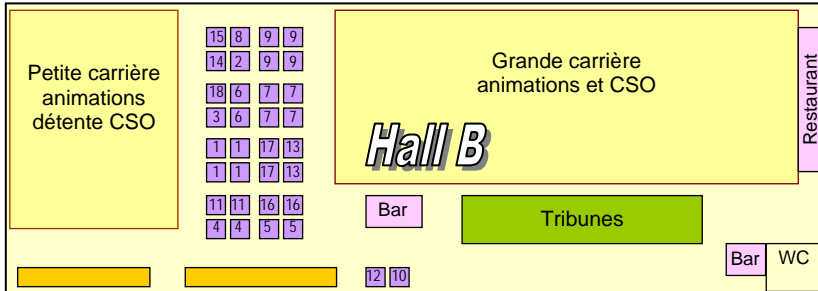 Petite carrière
animations
détente CSO
15 8 9 9
14 2 9 9
18 6 7 7
3 6 7 7
1 1 17 13
1 1 17 13
11 11 16 16
4 4 5 5
12 10
Grande carrière
animations et CSO
Hall B
Restaurant
Bar
Tribunes
Bar
WC